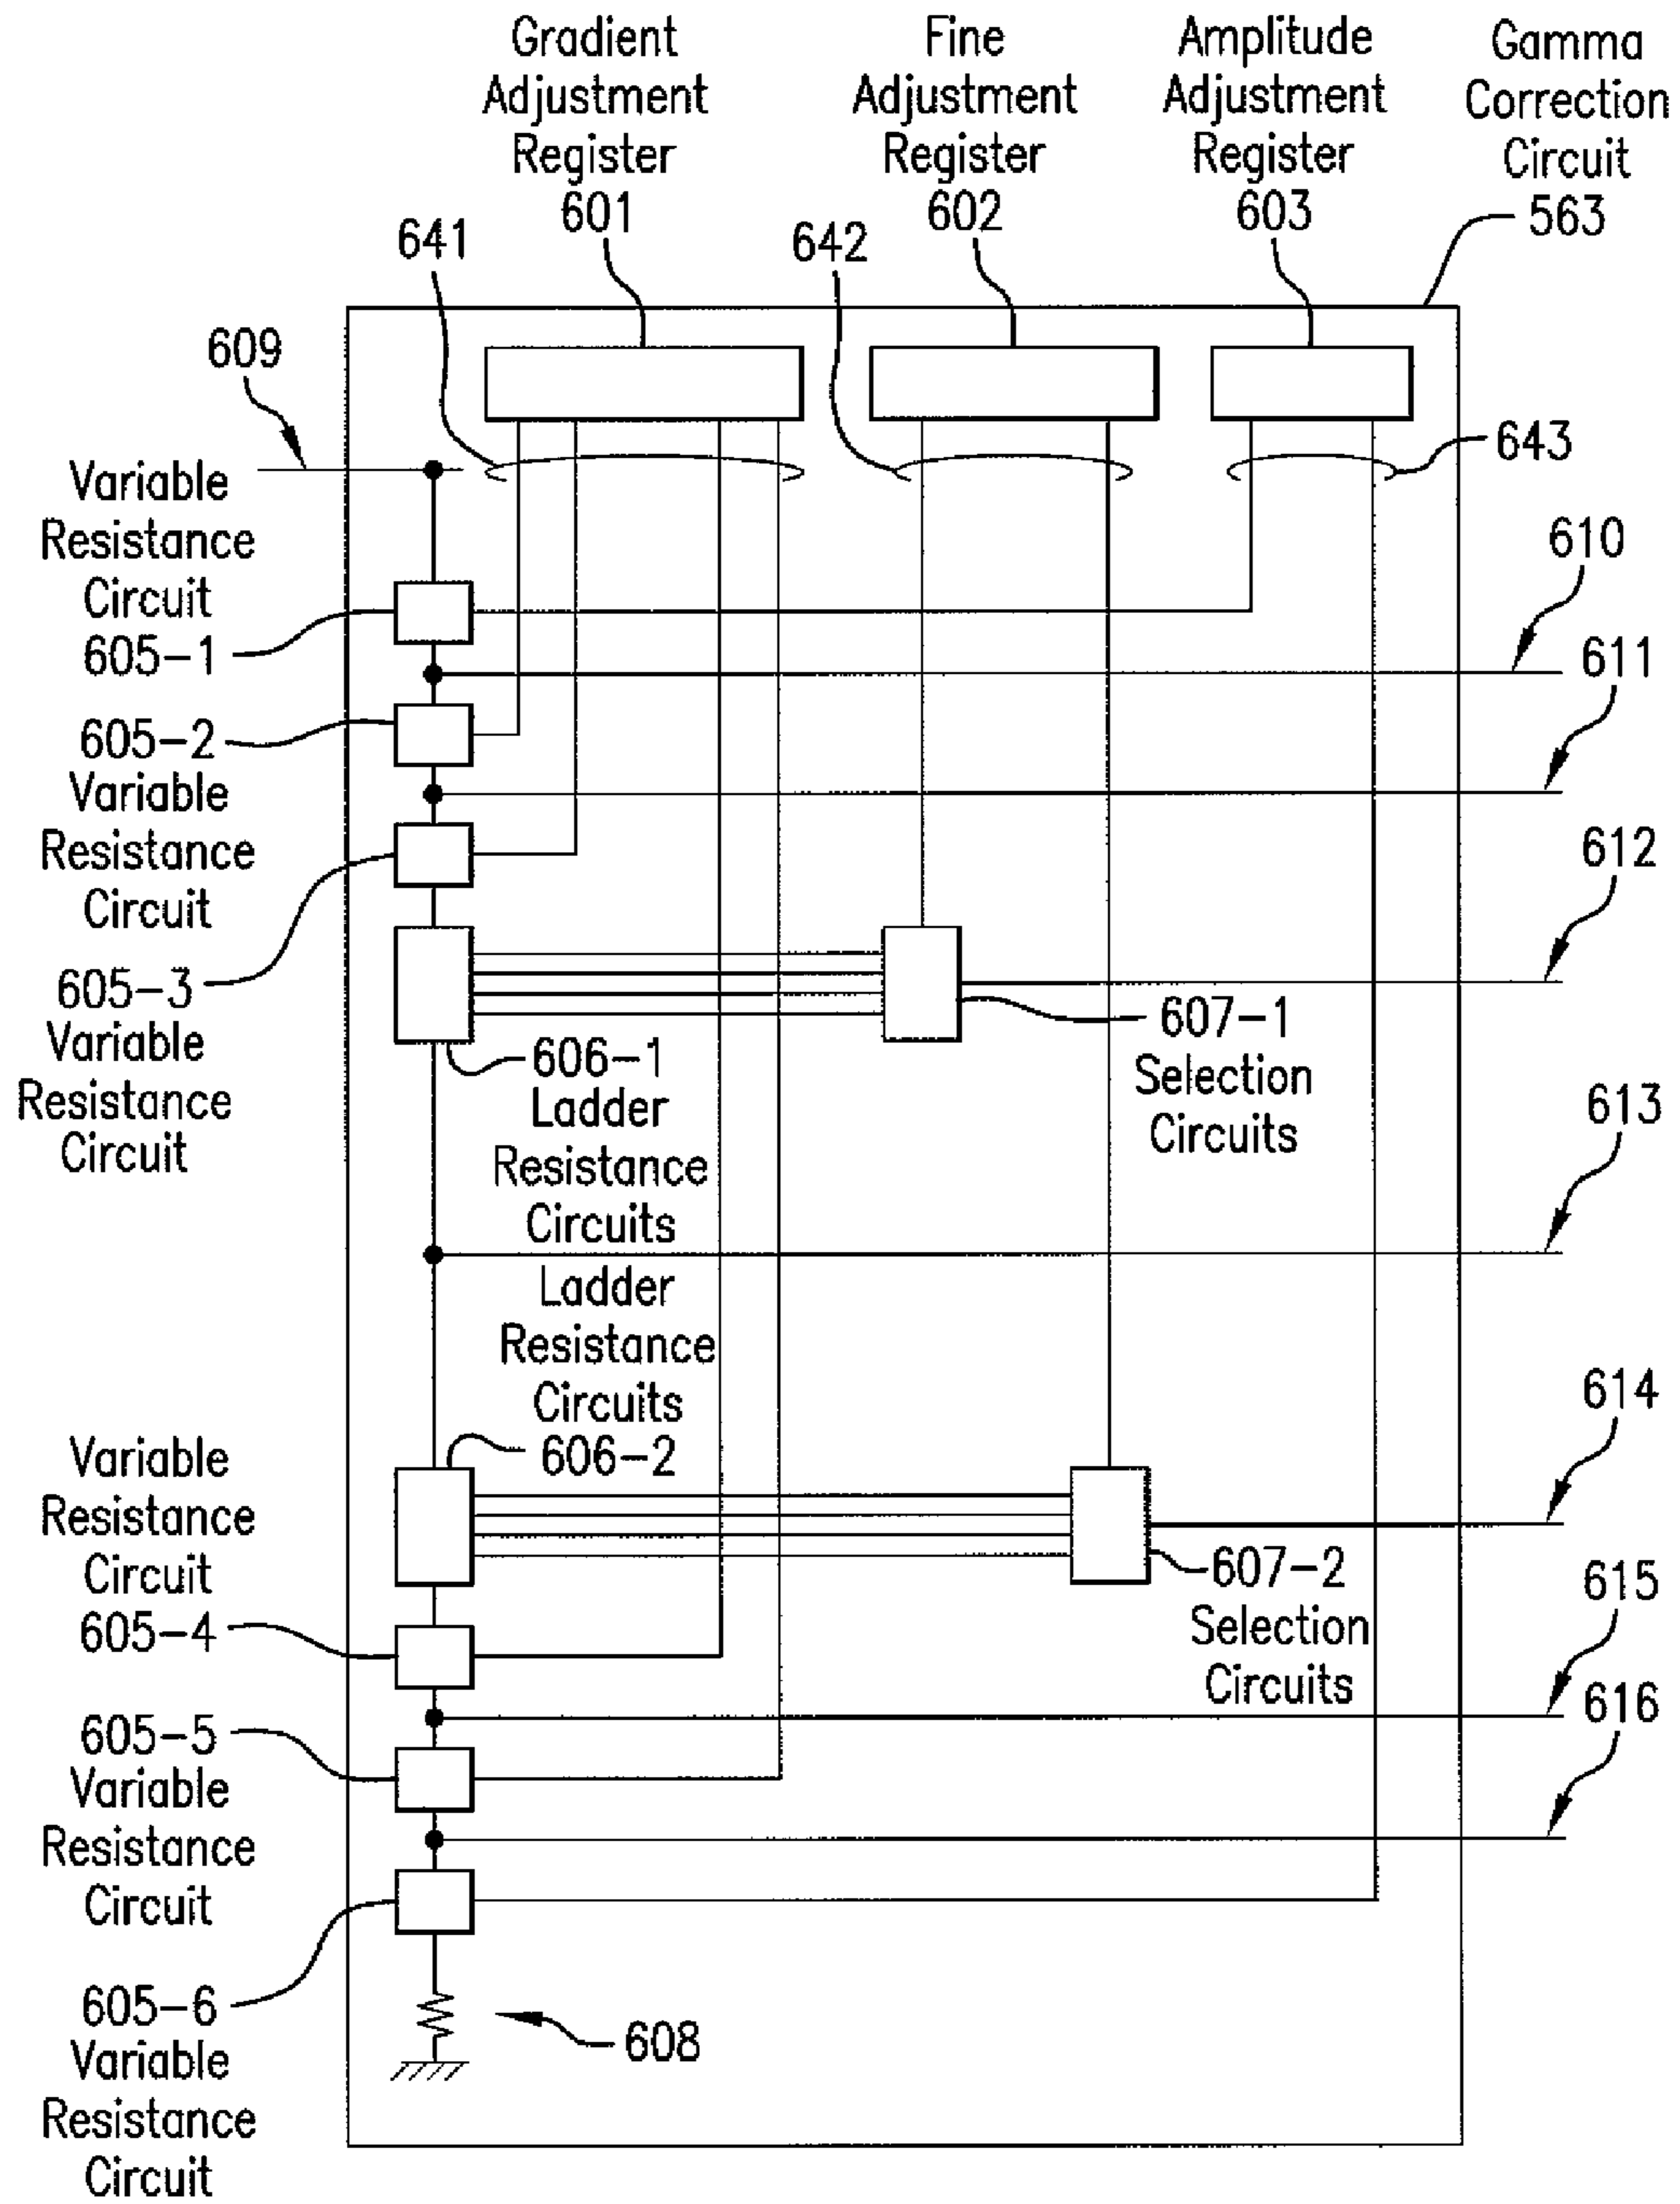 Gradient
Adjustment
Register
601
Fine
Adjustment
Register
602
Amplitude
Adjustment
Register
603
Gamma
Correction
Circuit
563
641
642
643
609
Variable
Resistance
Circuit
605-1
610
611
605-2
Variable
Resistance
Circuit
612
605-3
Variable
Resistance
Circuit
606-1
Ladder
Resistance
Circuits
607-1
Selection
Circuits
613
Ladder
Resistance
Circuits
606-2
614
Variable
Resistance
Circuit
605-4
607-2
Selection
Circuits
615
616
605-5
Variable
Resistance
Circuit
605-6
Variable
Resistance
Circuit
608